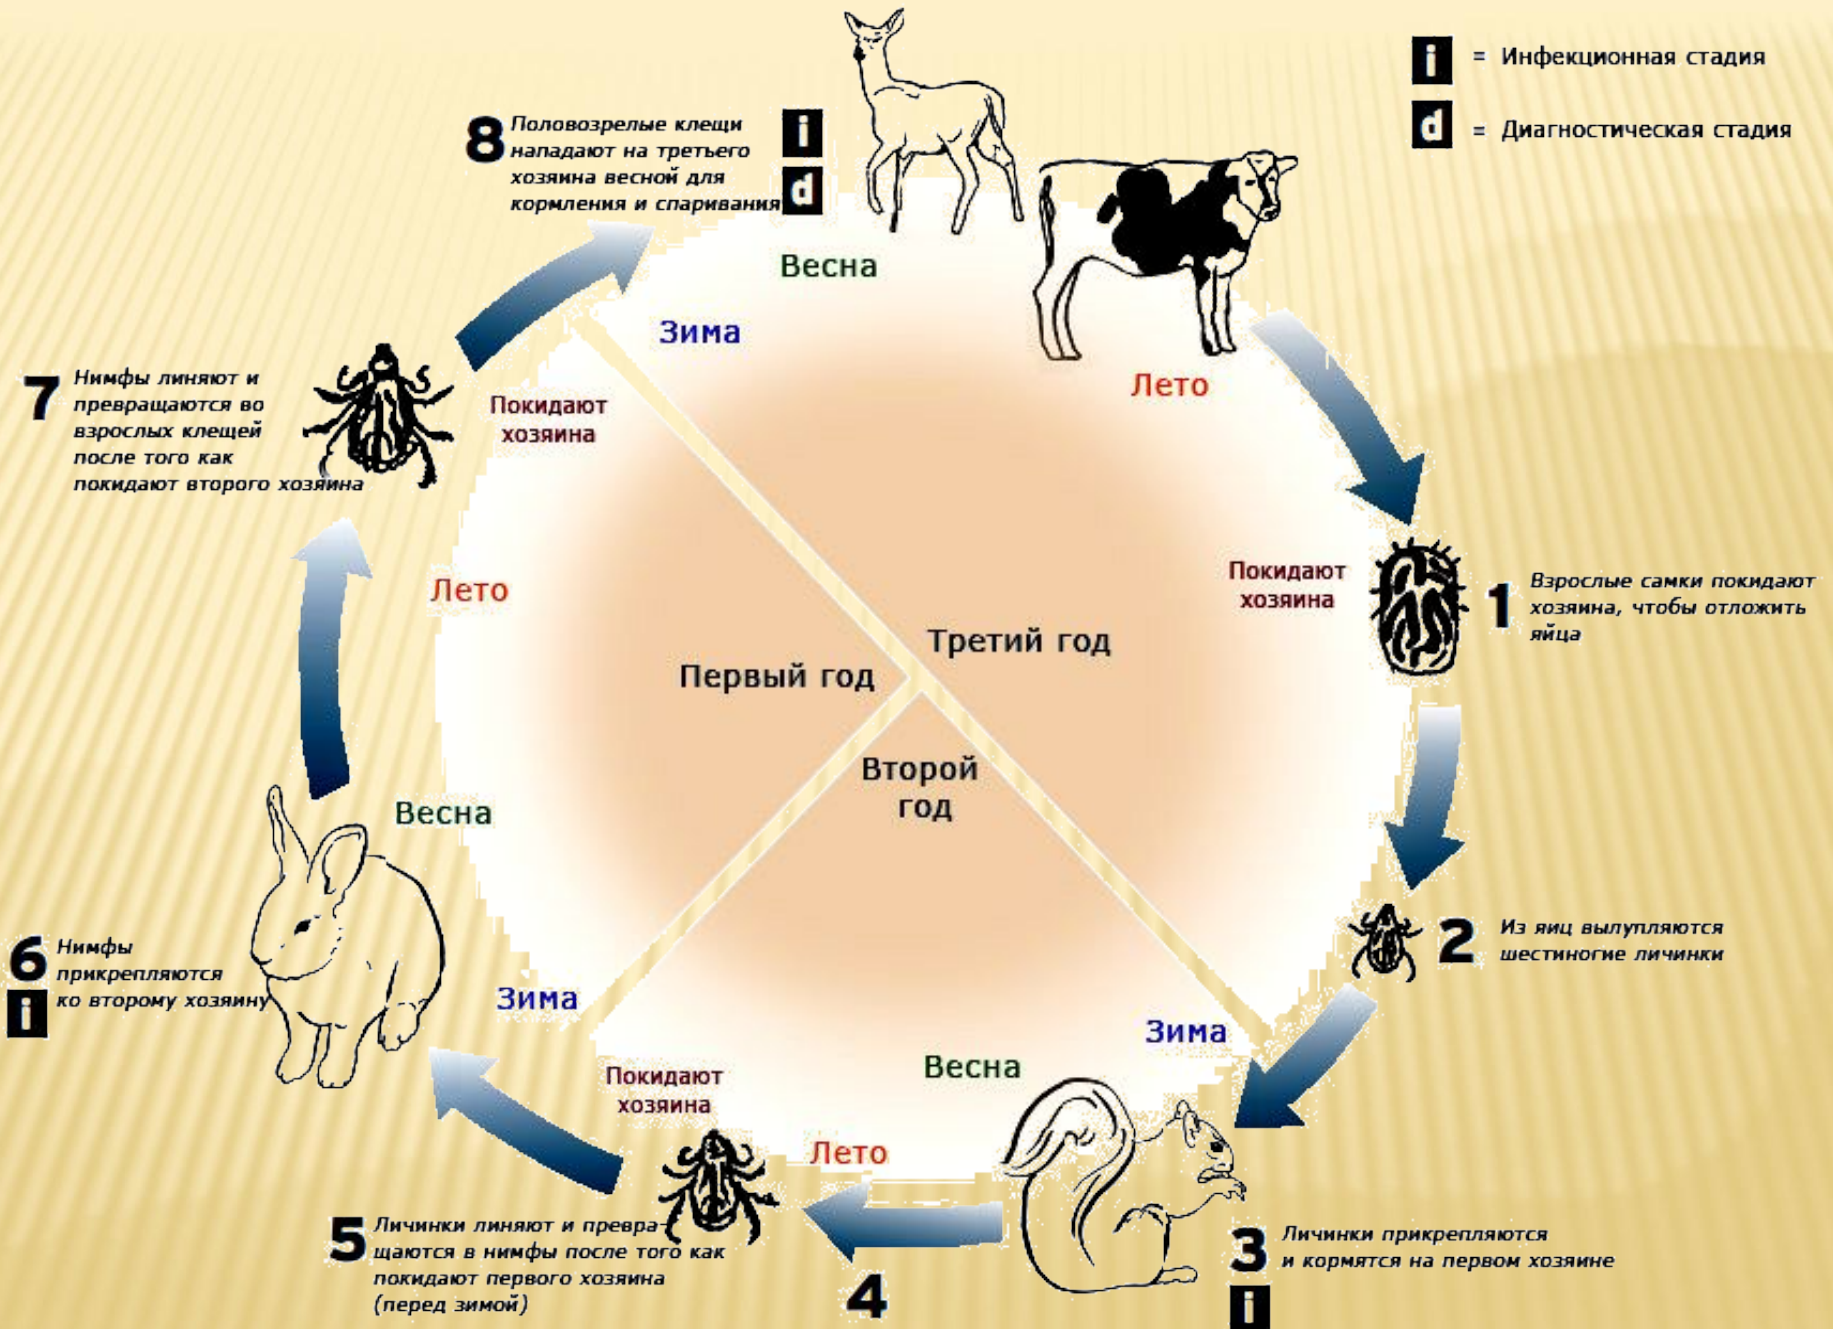 i = Инфекционная стадия
d = Диагностическая стадия
8 Половозрелые клещи
нападают на третьего
хозяина весной для
кормления и спаривания
i
d
Весна
Зима
Лето
7 Нимфы линяют и
превращаются во
взрослых клещей
после того как
покидают второго хозяина
Покидают
хозяина
Лето
Покидают
хозяина
1 Взрослые самки покидают
хозяина, чтобы отложить
яйца
Третий год
Первый год
Второй
год
Весна
6 Нимфы
прикрепляются
ко второму хозяину
i
Зима
2 Из яиц вылупляются
шестиногие личинки
Зима
Весна
Покидают
хозяина
Лето
5 Личинки линяют и превра-
щаются в нимфы после того как
покидают первого хозяина
(перед зимой)
4
3 Личинки прикрепляются
и кормятся на первом хозяине
i